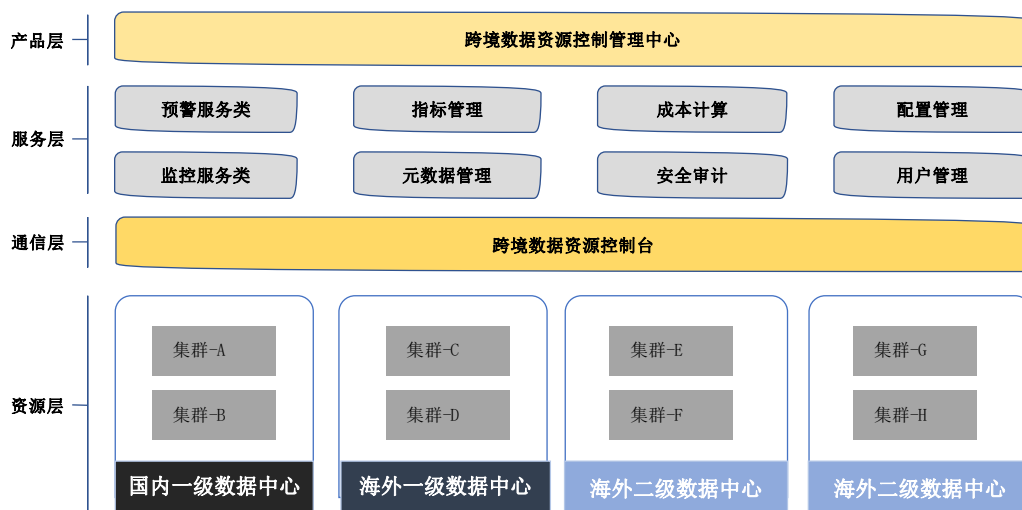 产品层
跨境数据资源控制管理中心
服务层
预警服务类 指标管理 成本计算 配置管理
监控服务类 元数据管理 安全审计 用户管理
通信层
跨境数据资源控制台
资源层
集群-A 集群-C 集群-E 集群-G
集群-B 集群-D 集群-F 集群-H
国内一级数据中心 海外一级数据中心 海外二级数据中心 海外二级数据中心